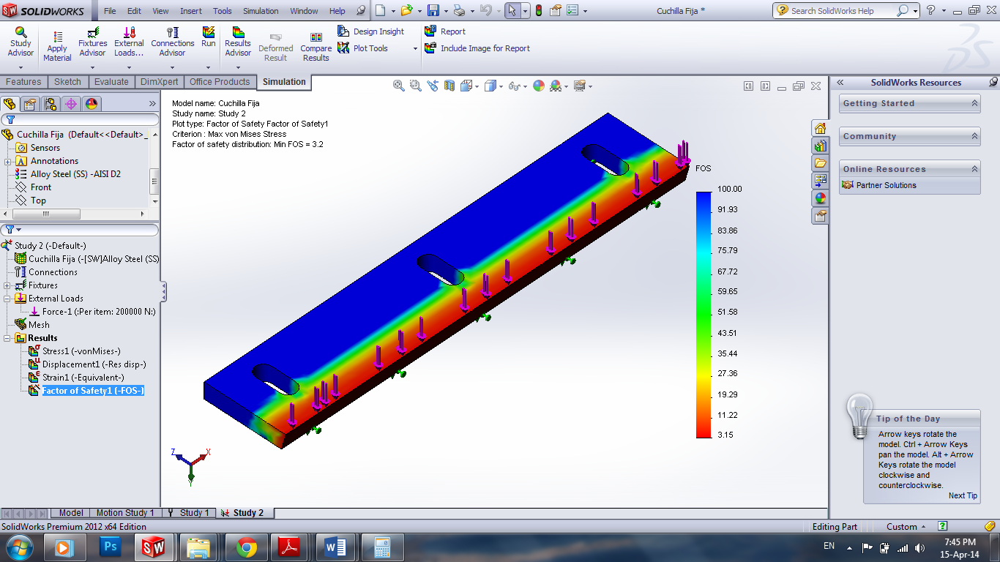 SW SOLIDWORKS File Edit View Insert Tools Simulation Window Help Cuchilla Fija * Search SolidWorks Help
Study Advisor
Apply Material
Fixtures Advisor
External Loads...
Connections Advisor
Run
Results Advisor
Deformed Result
Compare Results
Design Insight
Plot Tools
Report
Include Image for Report
Features Sketch Evaluate DimXpert Office Products Simulation
Cuchilla Fija (Default<<Default>_
Sensors
Annotations
Alloy Steel (SS) -AISI D2
Front
Top
Study 2 (-Default-)
Cuchilla Fija (-[SW]Alloy Steel (SS)
Connections
Fixtures
External Loads
Force-1 (:Per item: 200000 N:)
Mesh
Results
Stress1 (-vonMises-)
Displacement1 (-Res disp-)
Strain1 (-Equivalent-)
Factor of Safety1 (-FOS-)
Model name: Cuchilla Fija
Study name: Study 2
Plot type: Factor of Safety Factor of Safety1
Criterion : Max von Mises Stress
Factor of safety distribution: Min FOS = 3.2
FOS
100.00
91.93
83.86
75.79
67.72
59.65
51.58
43.51
35.44
27.36
19.29
11.22
3.15
Z X
Y
SolidWorks Resources
Getting Started
Community
Online Resources
Partner Solutions
Tip of the Day
Arrow keys rotate the
model. Ctrl + Arrow Keys
pan the model. Alt + Arrow
Keys rotate the model
clockwise and
counterclockwise.
Next Tip
Model Motion Study 1 Study 1 Study 2
SolidWorks Premium 2012 x64 Edition Editing Part Custom
Ps SW W EN 7:45 PM
15-Apr-14